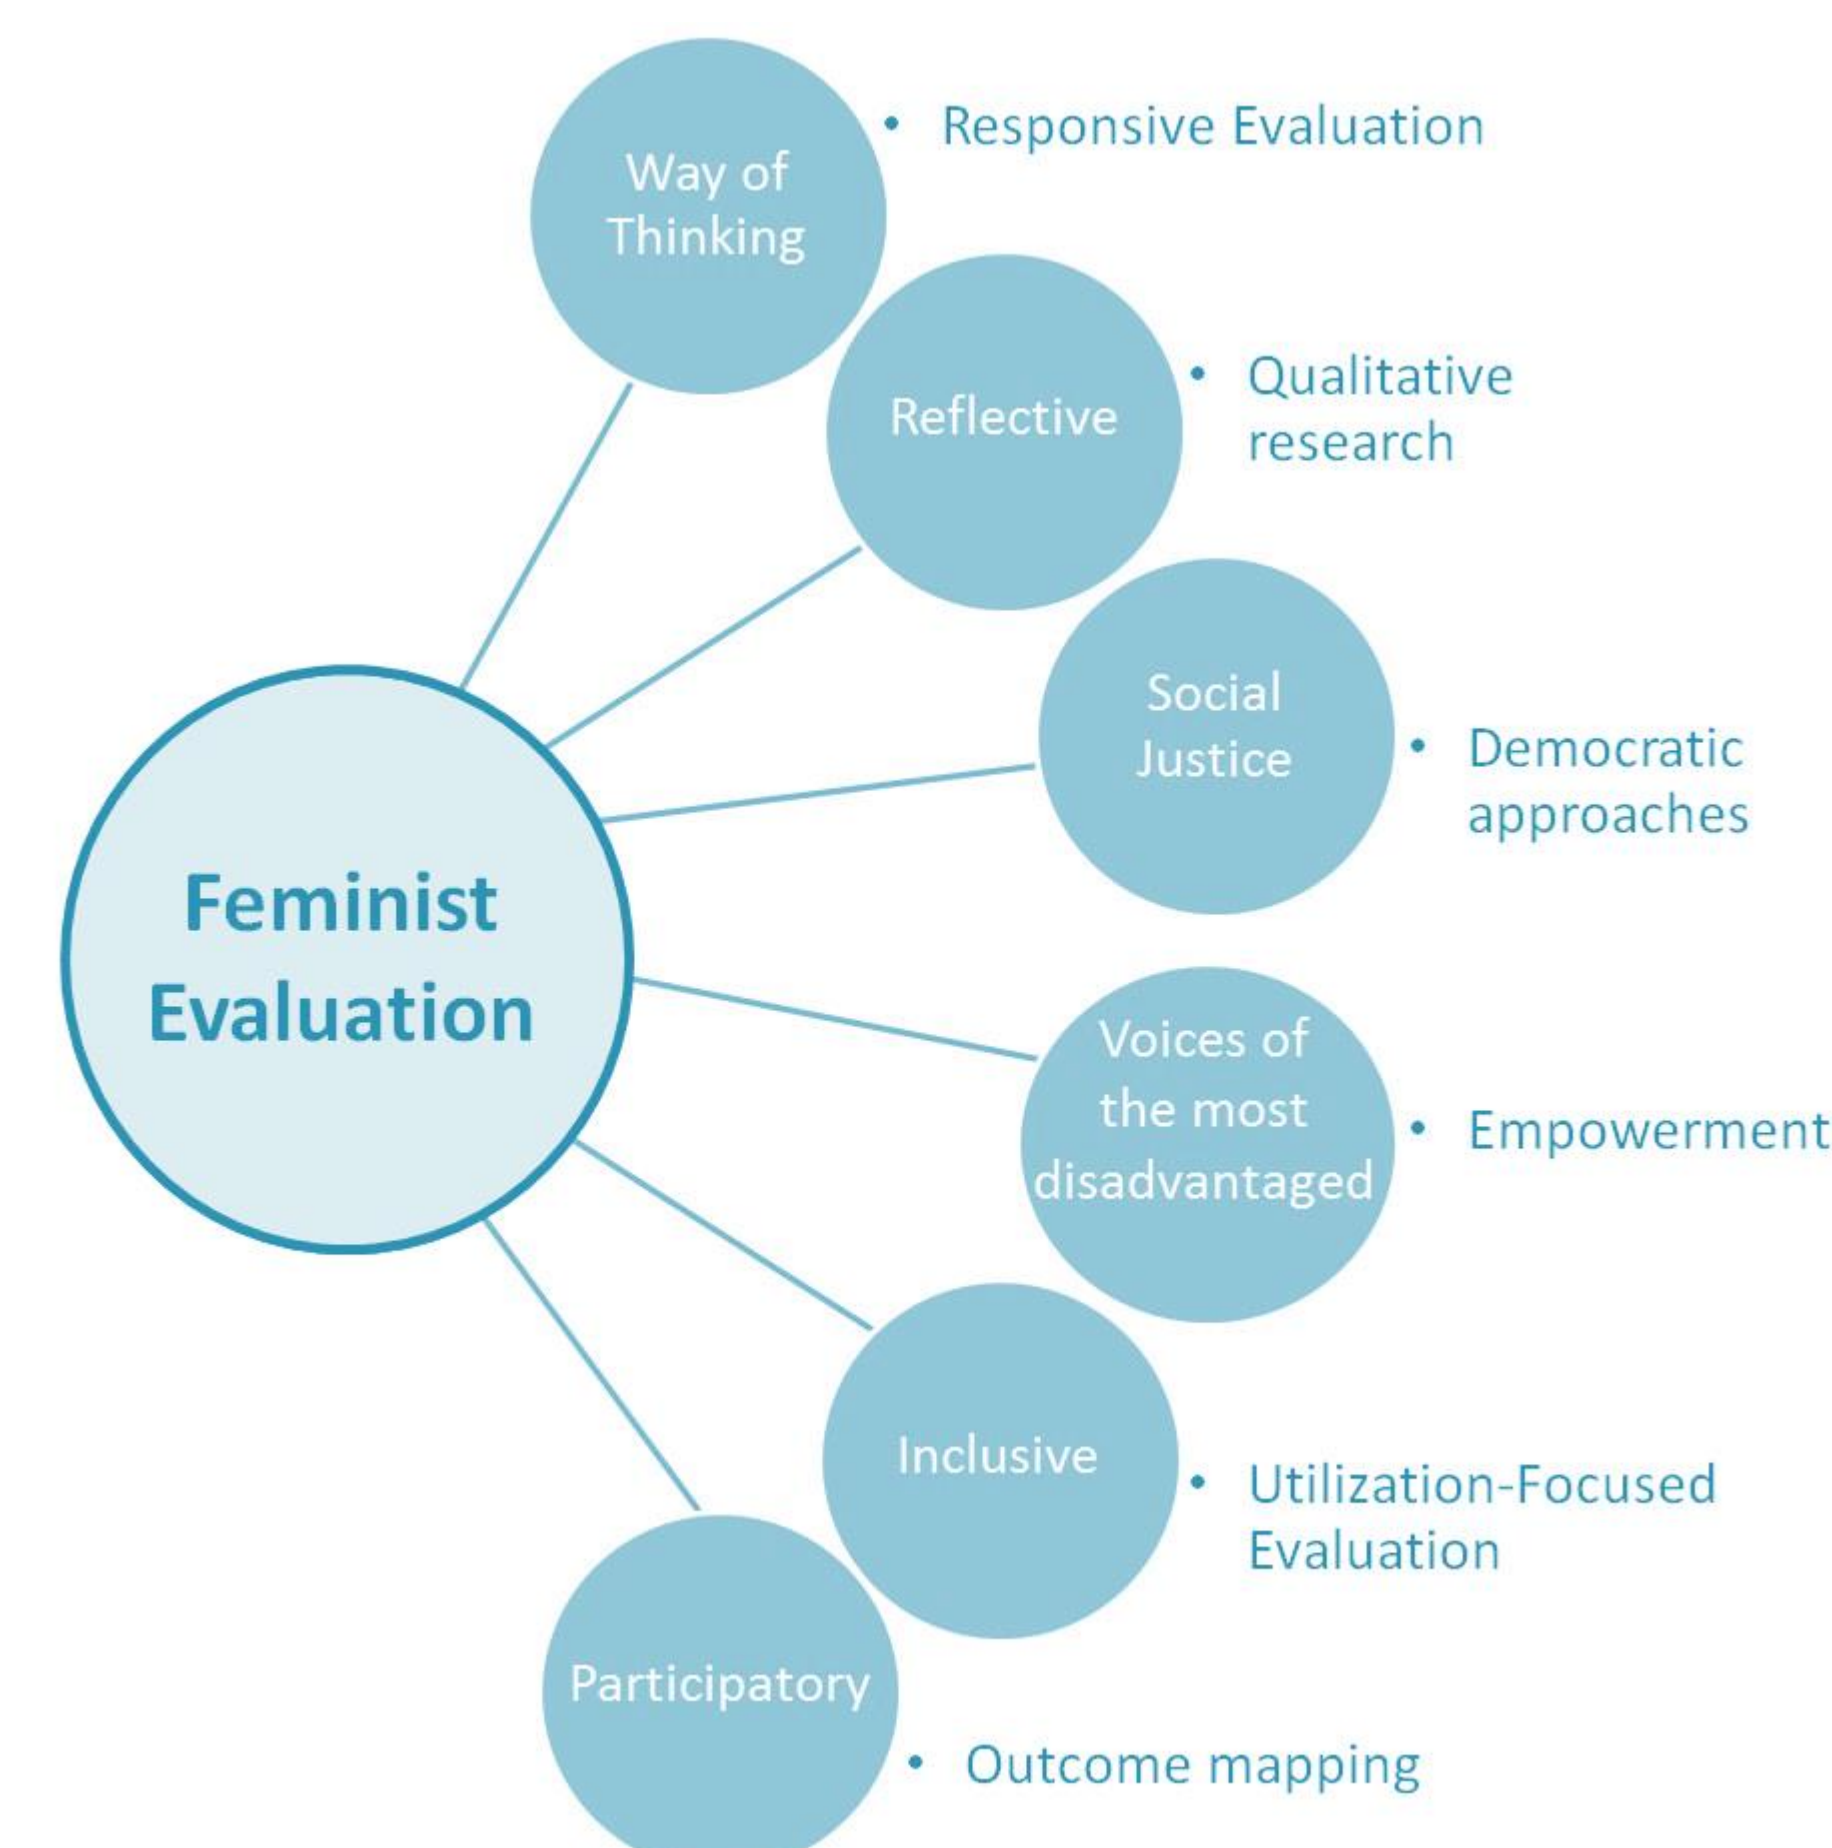 Way of
Thinking
• Responsive Evaluation
Reflective
• Qualitative
research
Social
Justice
• Democratic
approaches
Feminist
Evaluation
Voices of
the most
disadvantaged
• Empowerment
Inclusive
• Utilization-Focused
Evaluation
Participatory
• Outcome mapping